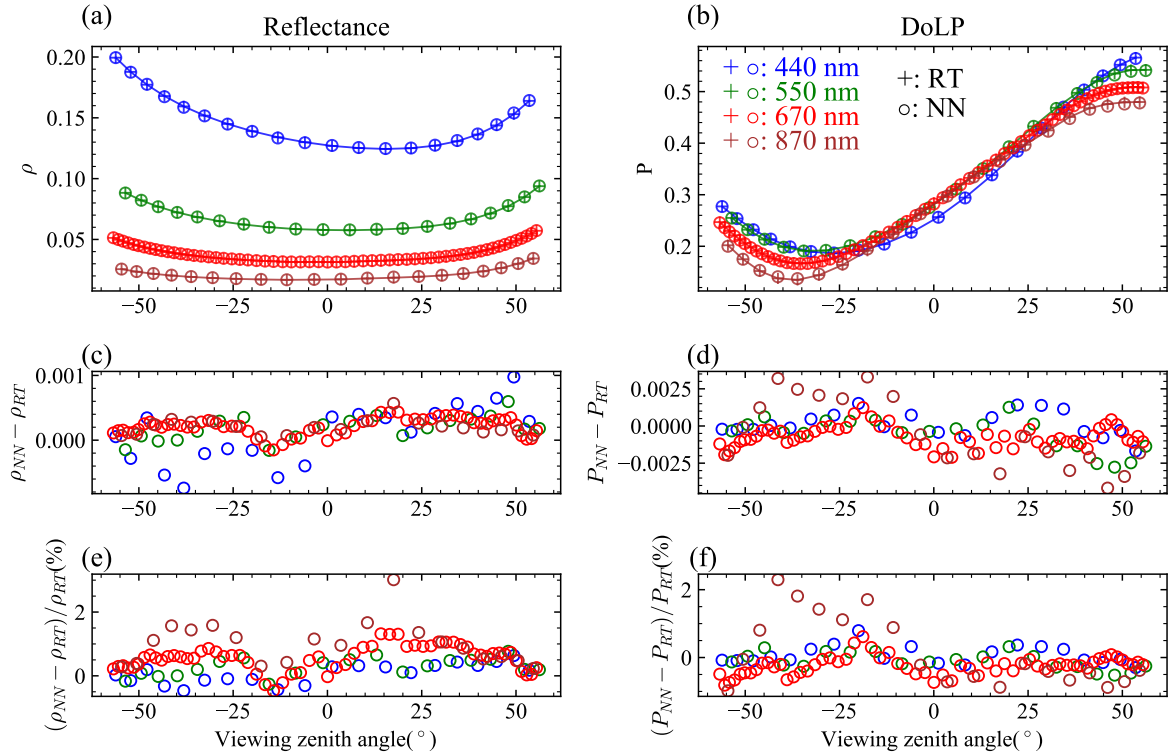 (a) Reflectance
(b) DoLP
0.20
0.15
0.10
0.05
ρ
−50 −25 0 25 50
+ ○: 440 nm
+ ○: 550 nm
+ ○: 670 nm
+ ○: 870 nm
+: RT
○: NN
0.5
0.4
0.3
0.2
P
−50 −25 0 25 50
(c)
0.001
0.000
ρNN − ρRT
−50 −25 0 25 50
(d)
0.0025
0.0000
−0.0025
PNN − PRT
−50 −25 0 25 50
(e)
2
0
(ρNN − ρRT)/ρRT(%)
−50 −25 0 25 50
Viewing zenith angle(°)
(f)
2
0
(PNN − PRT)/PRT(%)
−50 −25 0 25 50
Viewing zenith angle(°)